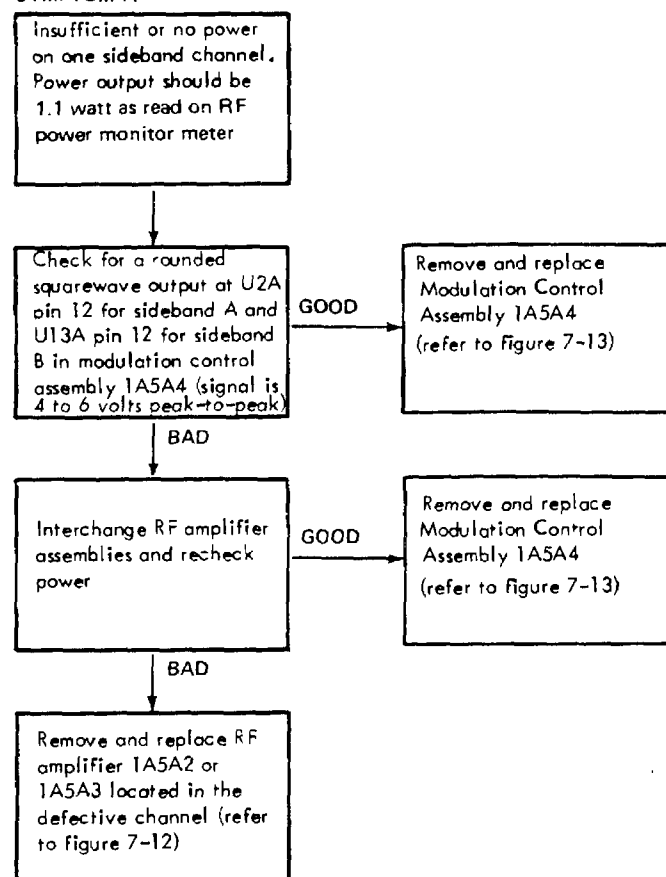 Insufficient or no power
on one sideband channel.
Power output should be
1.1 watt as read on RF
power monitor meter
Check for a rounded
squarewave output at U2A
pin 12 for sideband A and
U13A pin 12 for sideband
B in modulation control
assembly 1A5A4 (signal is
4 to 6 volts peak-to-peak)
GOOD
Remove and replace
Modulation Control
Assembly 1A5A4
(refer to Figure 7-13)
BAD
Interchange RF amplifier
assemblies and recheck
power
GOOD
Remove and replace
Modulation Control
Assembly 1A5A4
(refer to Figure 7-13)
BAD
Remove and replace RF
amplifier 1A5A2 or
1A5A3 located in the
defective channel (refer
to Figure 7-12)